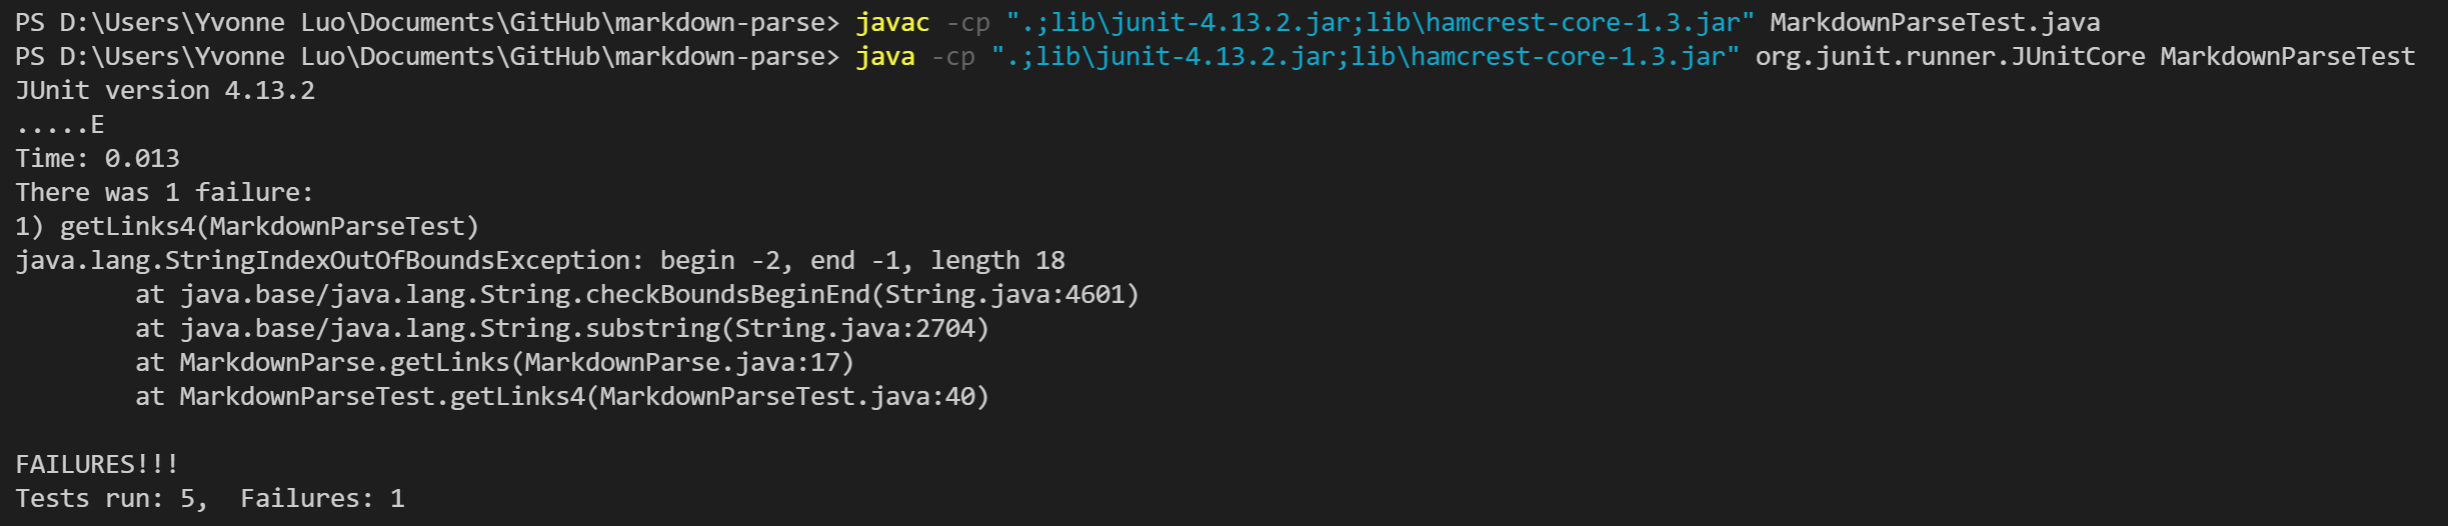 PS D:\Users\Yvonne Luo\Documents\GitHub\markdown-parse> javac -cp ".;lib\junit-4.13.2.jar;lib\hamcrest-core-1.3.jar" MarkdownParseTest.java
PS D:\Users\Yvonne Luo\Documents\GitHub\markdown-parse> java -cp ".;lib\junit-4.13.2.jar;lib\hamcrest-core-1.3.jar" org.junit.runner.JUnitCore MarkdownParseTest
JUnit version 4.13.2
.....E
Time: 0.013
There was 1 failure:
1) getLinks4(MarkdownParseTest)
java.lang.StringIndexOutOfBoundsException: begin -2, end -1, length 18
        at java.base/java.lang.String.checkBoundsBeginEnd(String.java:4601)
        at java.base/java.lang.String.substring(String.java:2704)
        at MarkdownParse.getLinks(MarkdownParse.java:17)
        at MarkdownParseTest.getLinks4(MarkdownParseTest.java:40)
FAILURES!!!
Tests run: 5,  Failures: 1